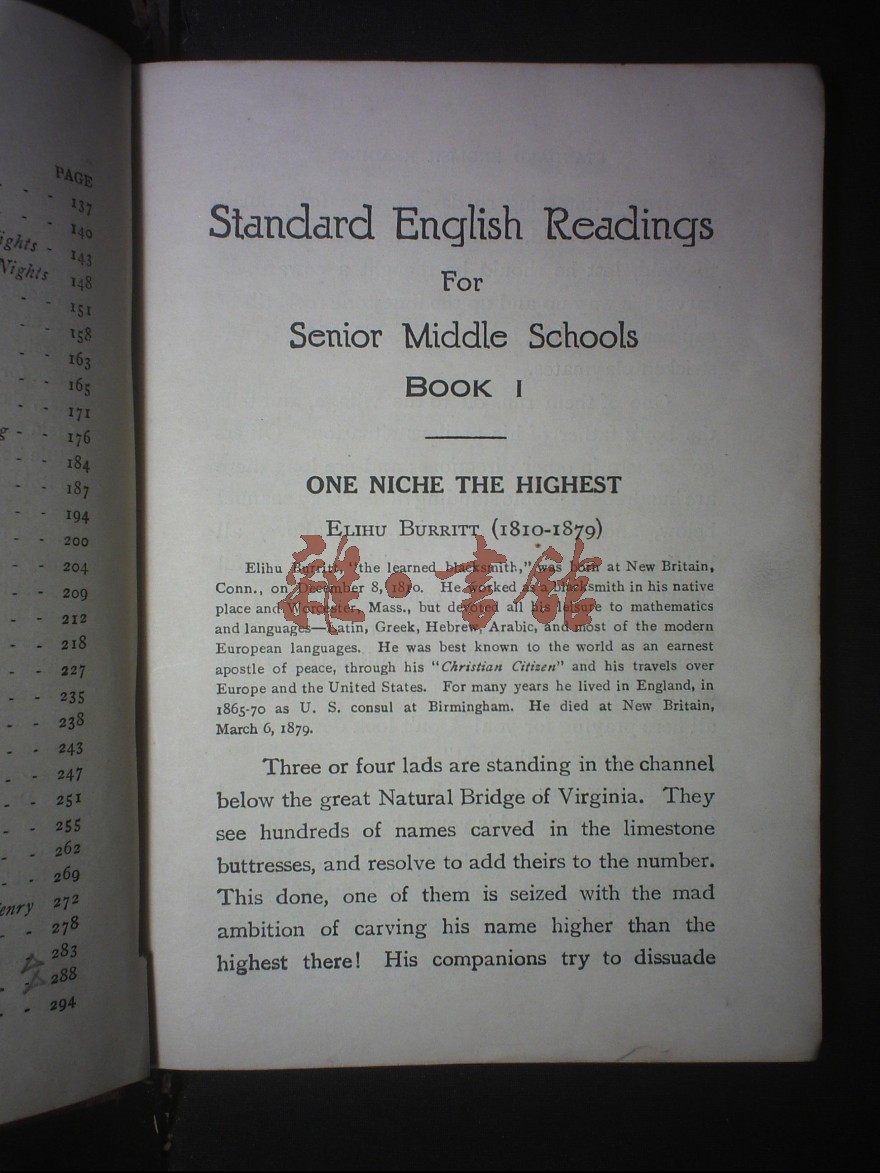 PAGE
137
140
ights - 143
Nights 148
151
158
163
165
171
g - - 176
184
187
194
200
204
209
212
218
227
235
238
243
247
251
255
262
269
enry 272
278
283
288
294
Standard English Readings
For
Senior Middle Schools
BOOK I
ONE NICHE THE HIGHEST
ELIHU BURRITT (1810-1879)
Elihu Burritt, "the learned blacksmith," was born at New Britain,
Conn., on December 8, 1810. He worked as a blacksmith in his native
place and Worcester, Mass., but devoted all his leisure to mathematics
and languages—Latin, Greek, Hebrew, Arabic, and most of the modern
European languages. He was best known to the world as an earnest
apostle of peace, through his "Christian Citizen" and his travels over
Europe and the United States. For many years he lived in England, in
1865-70 as U. S. consul at Birmingham. He died at New Britain,
March 6, 1879.
Three or four lads are standing in the channel
below the great Natural Bridge of Virginia. They
see hundreds of names carved in the limestone
buttresses, and resolve to add theirs to the number.
This done, one of them is seized with the mad
ambition of carving his name higher than the
highest there! His companions try to dissuade
雅·书馆